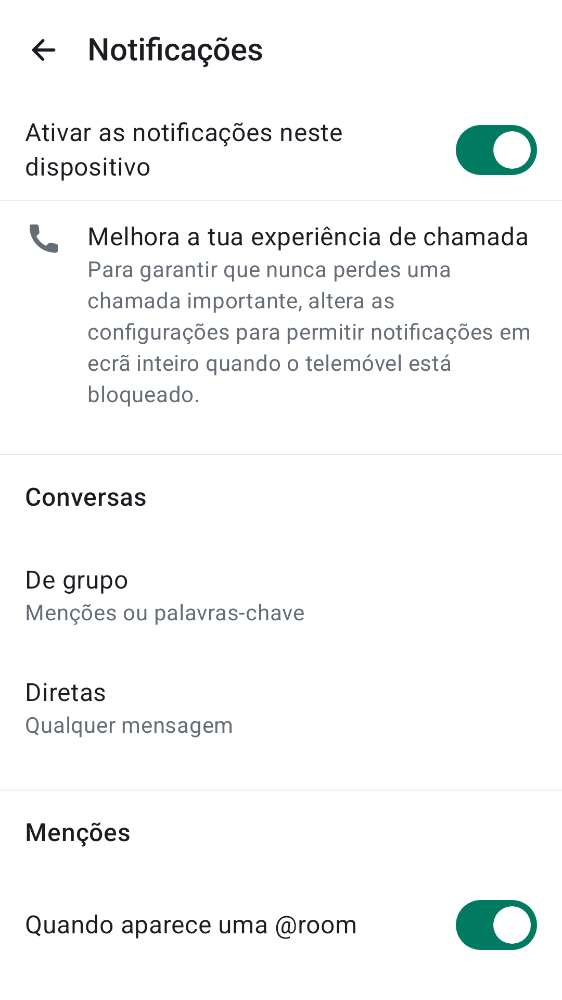 Notificações
Ativar as notificações neste
dispositivo
Melhora a tua experiência de chamada
Para garantir que nunca perdes uma
chamada importante, altera as
configurações para permitir notificações em
ecrã inteiro quando o telemóvel está
bloqueado.
Conversas
De grupo
Menções ou palavras-chave
Diretas
Qualquer mensagem
Menções
Quando aparece uma @room